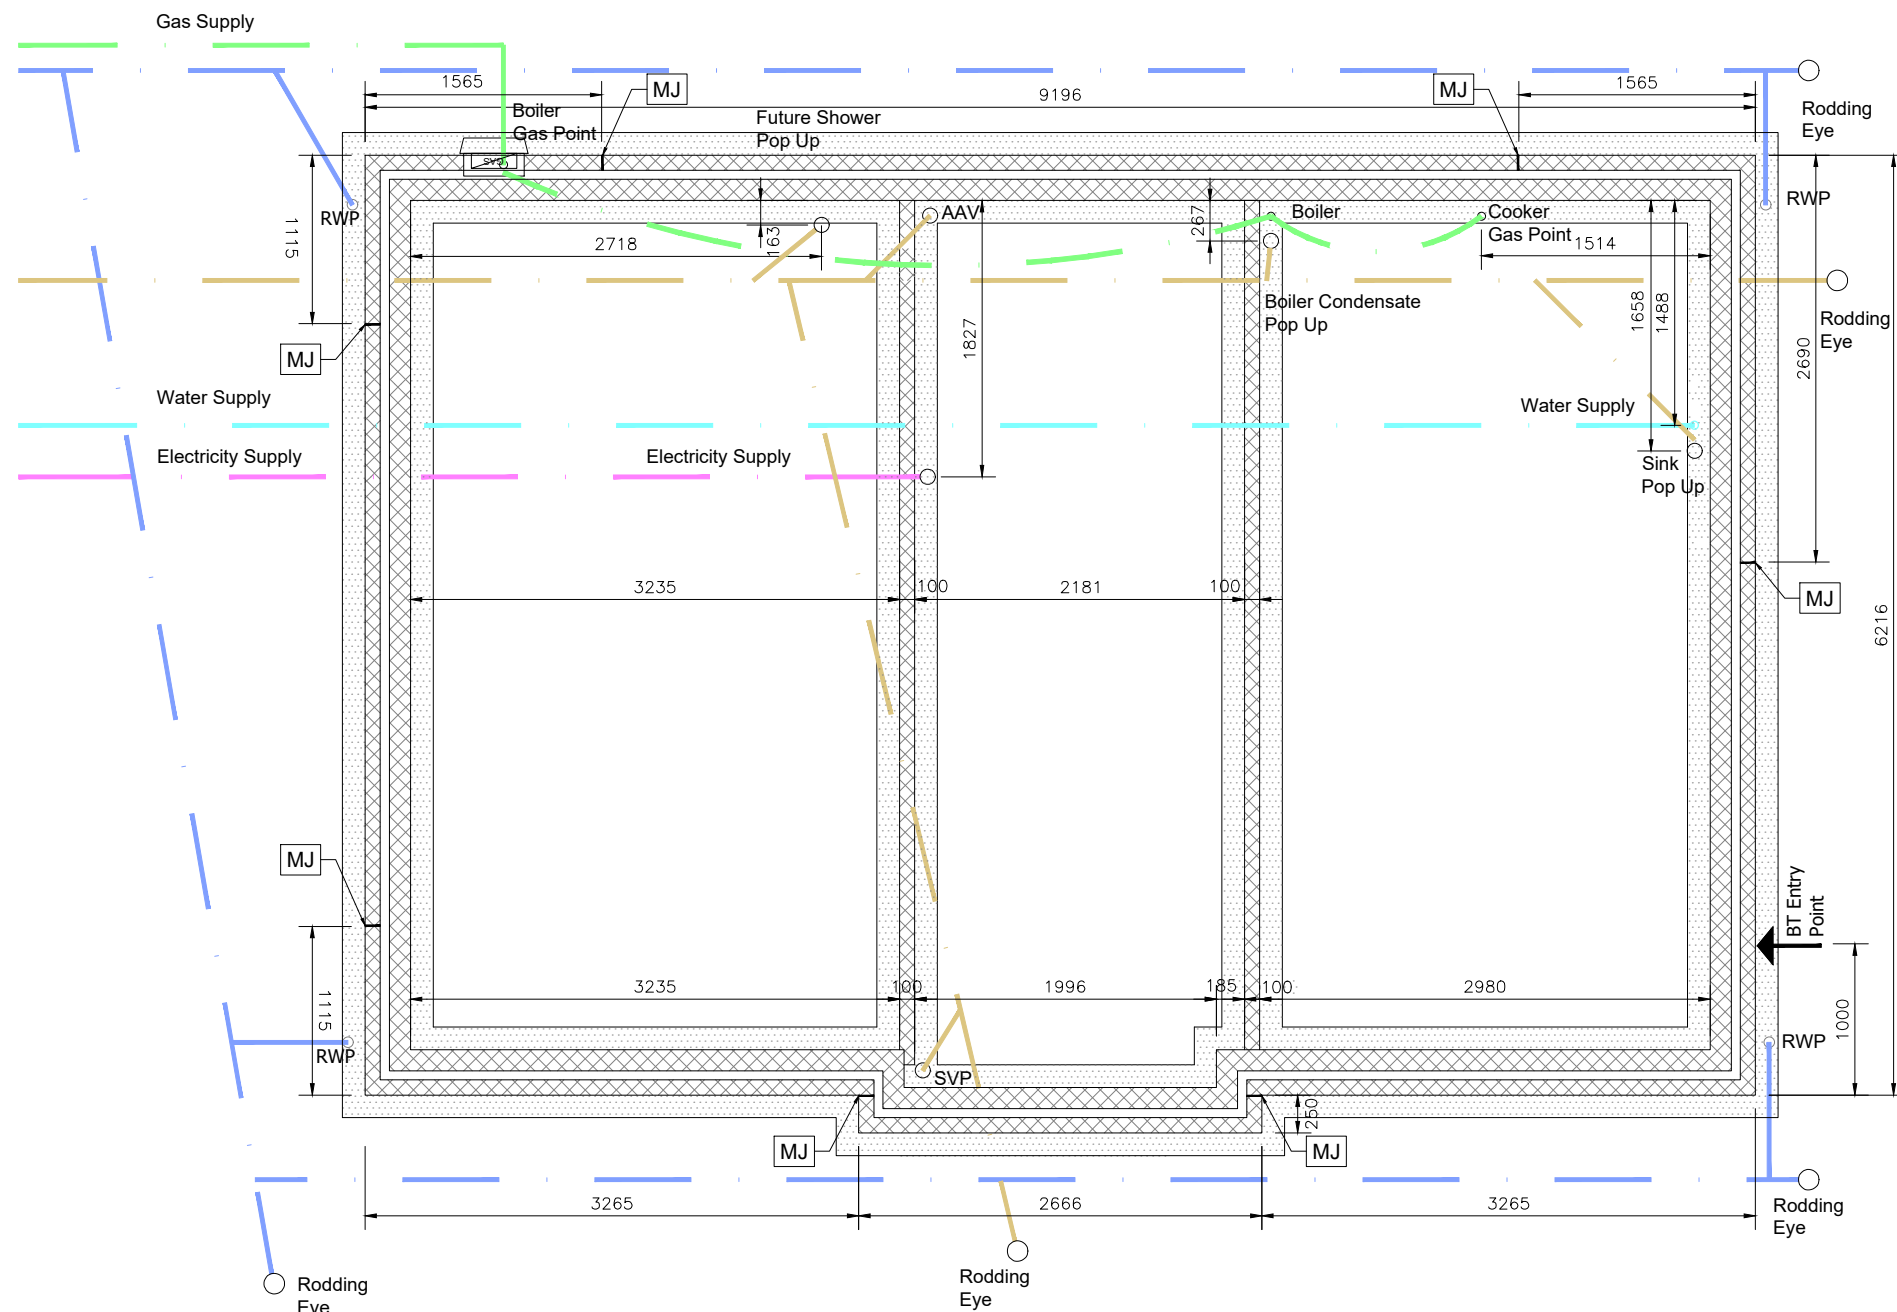 Gas Supply
1565
MJ
MJ
1565
9196
Rodding
Eye
Boiler
Gas Point
Future Shower
Pop Up
GAS
RWP
AAV
Boiler
Cooker
Gas Point
RWP
1115
2718
163
267
1514
Boiler Condensate
Pop Up
1658
1488
Rodding
Eye
2690
MJ
1827
Water Supply
Water Supply
Electricity Supply
Electricity Supply
Sink
Pop Up
3235
100
2181
100
MJ
6216
MJ
BT Entry
Point
3235
100
1996
185
100
2980
1115
1000
RWP
RWP
SVP
250
MJ
MJ
3265
2666
3265
Rodding
Eye
Rodding
Eye
Rodding
Eye